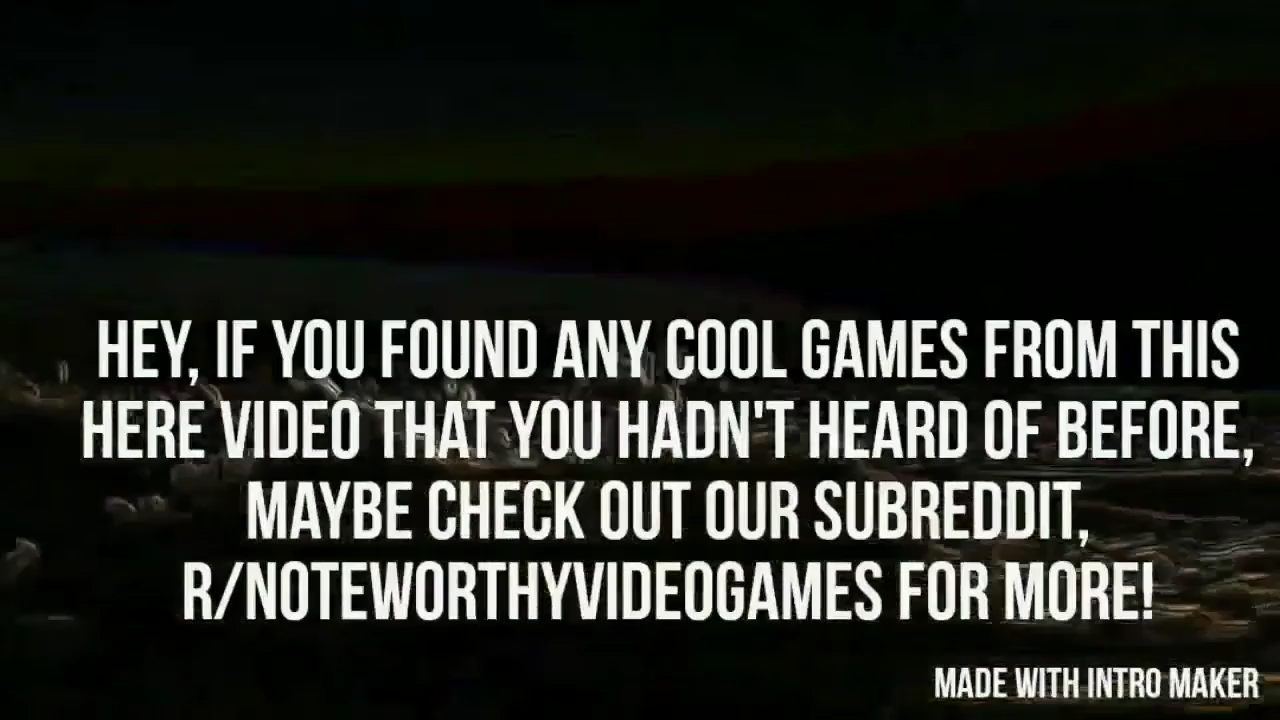 HEY, IF YOU FOUND ANY COOL GAMES FROM THIS
HERE VIDEO THAT YOU HADN'T HEARD OF BEFORE,
MAYBE CHECK OUT OUR SUBREDDIT,
R/NOTEWORTHYVIDEOGAMES FOR MORE!
MADE WITH INTRO MAKER